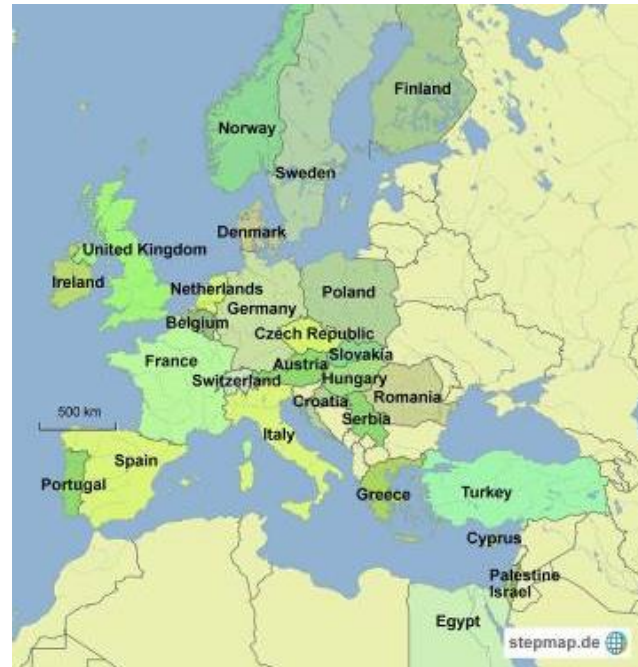 Finland
Norway
Sweden
Denmark
United Kingdom
Ireland
Netherlands
Poland
Germany
Belgium
Czech Republic
Slovakia
France
Austria
Switzerland
Hungary
Croatia
Romania
500 km
Serbia
Italy
Spain
Portugal
Greece
Turkey
Cyprus
Palestine
Israel
Egypt
stepmap.de